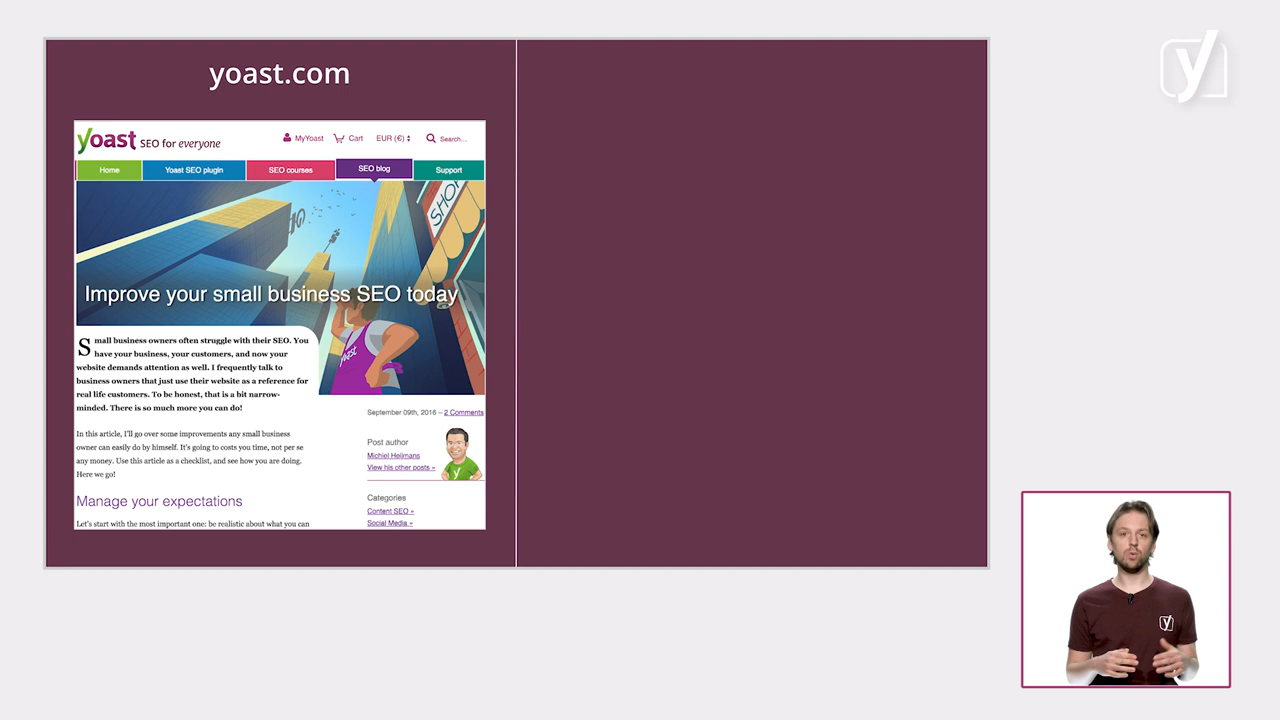 yoast.com
yoast SEO for everyone
MyYoast Cart EUR (€) Search...
Home Yoast SEO plugin SEO courses SEO blog Support
SHOP
Improve your small business SEO today
Small business owners often struggle with their SEO. You
have your business, your customers, and now your
website demands attention as well. I frequently talk to
business owners that just use their website as a reference for
real life customers. To be honest, that is a bit narrow-
minded. There is so much more you can do!
yoast
September 09th, 2016 – 2 Comments
In this article, I'll go over some improvements any small business
owner can easily do by himself. It's going to costs you time, not per se
any money. Use this article as a checklist, and see how you are doing.
Here we go!
Post author
Michiel Heijmans
View his other posts »
Manage your expectations
Let's start with the most important one: be realistic about what you can
Categories
Content SEO »
Social Media »
y
y